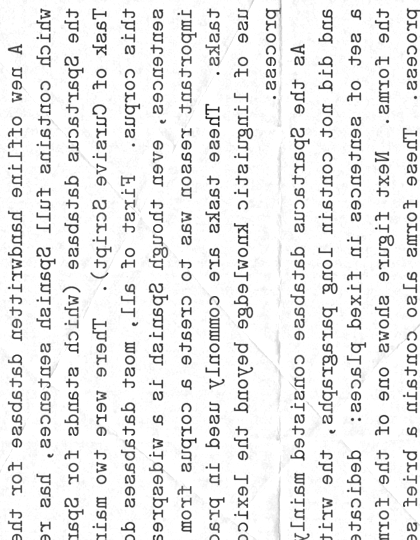 A new offline handwritten database for the
which contains full Spanish sentences, has re
the Spartacus database (which stands for Spar
Task of Cursive Script). There were two main
this corpus. First of all, most databases do
sentences, even though Spanish is a widespre
important reason was to create a corpus from
tasks. These tasks are commonly used in prac
use of linguistic knowledge beyond the lexico
process.
As the Spartacus database consisted mainly
and did not contain long paragraphs, the writ
a set of sentences in fixed places: dedicate
the forms. Next figure shows one of the form
process. These forms also contain a brief se